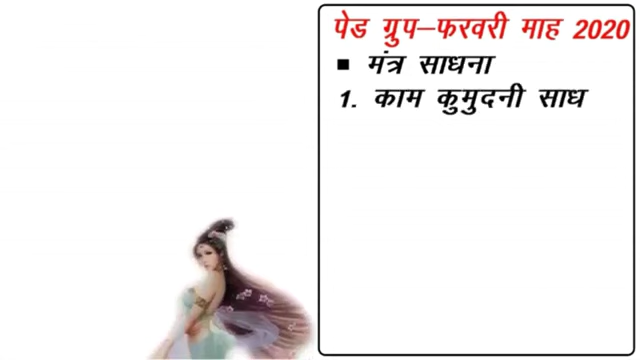 पेड ग्रुप–फरवरी माह 2020
▪ मंत्र साधना
1. काम कुमुदनी साध